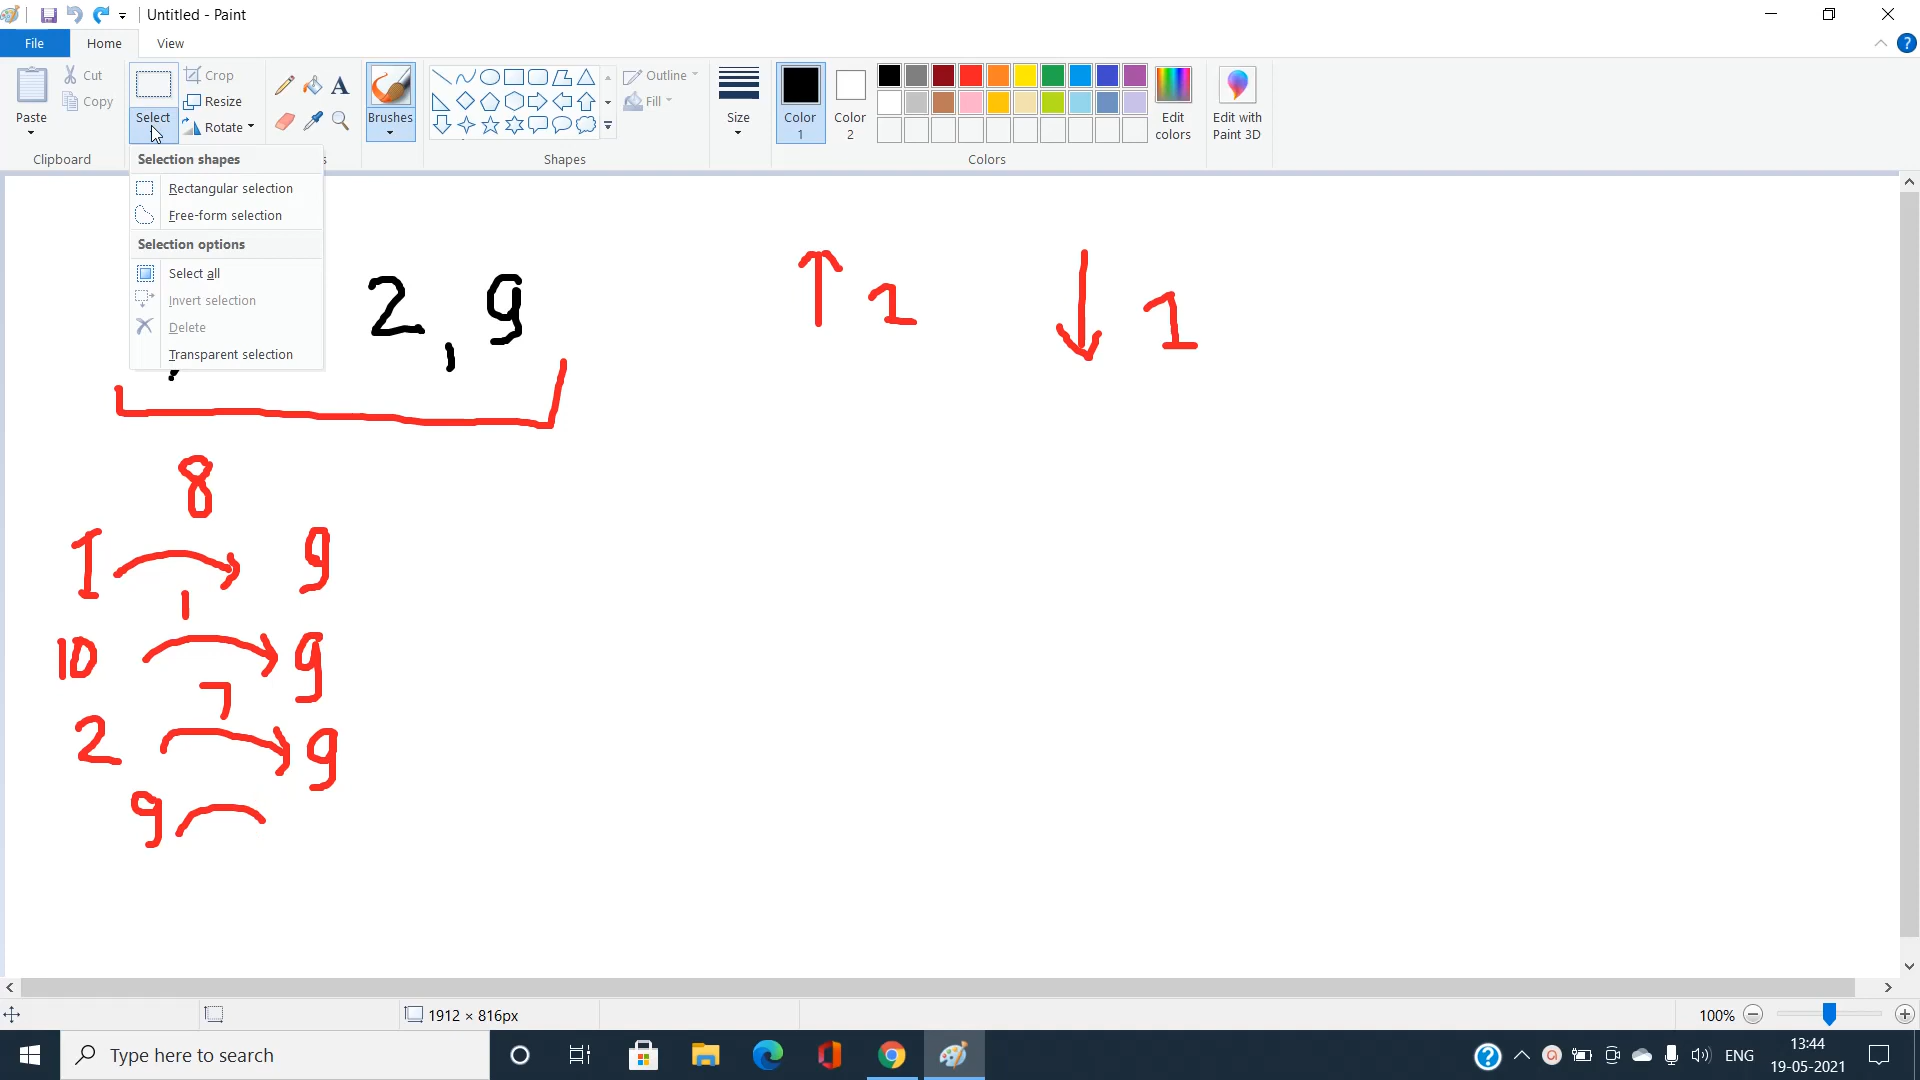 Untitled - Paint
File Home View
Paste
Cut
Copy
Clipboard
Select
Crop
Resize
Rotate
Brushes
Outline
Fill
Shapes
Size
Color 1
Color 2
Edit colors
Edit with Paint 3D
Colors
Selection shapes
Rectangular selection
Free-form selection
Selection options
Select all
Invert selection
Delete
Transparent selection
2, 9
↑ 1
↓ 1
8
1 9
1
10 → 9
7
2 → 9
9
1912 × 816px
100%
Type here to search
ENG
13:44
19-05-2021